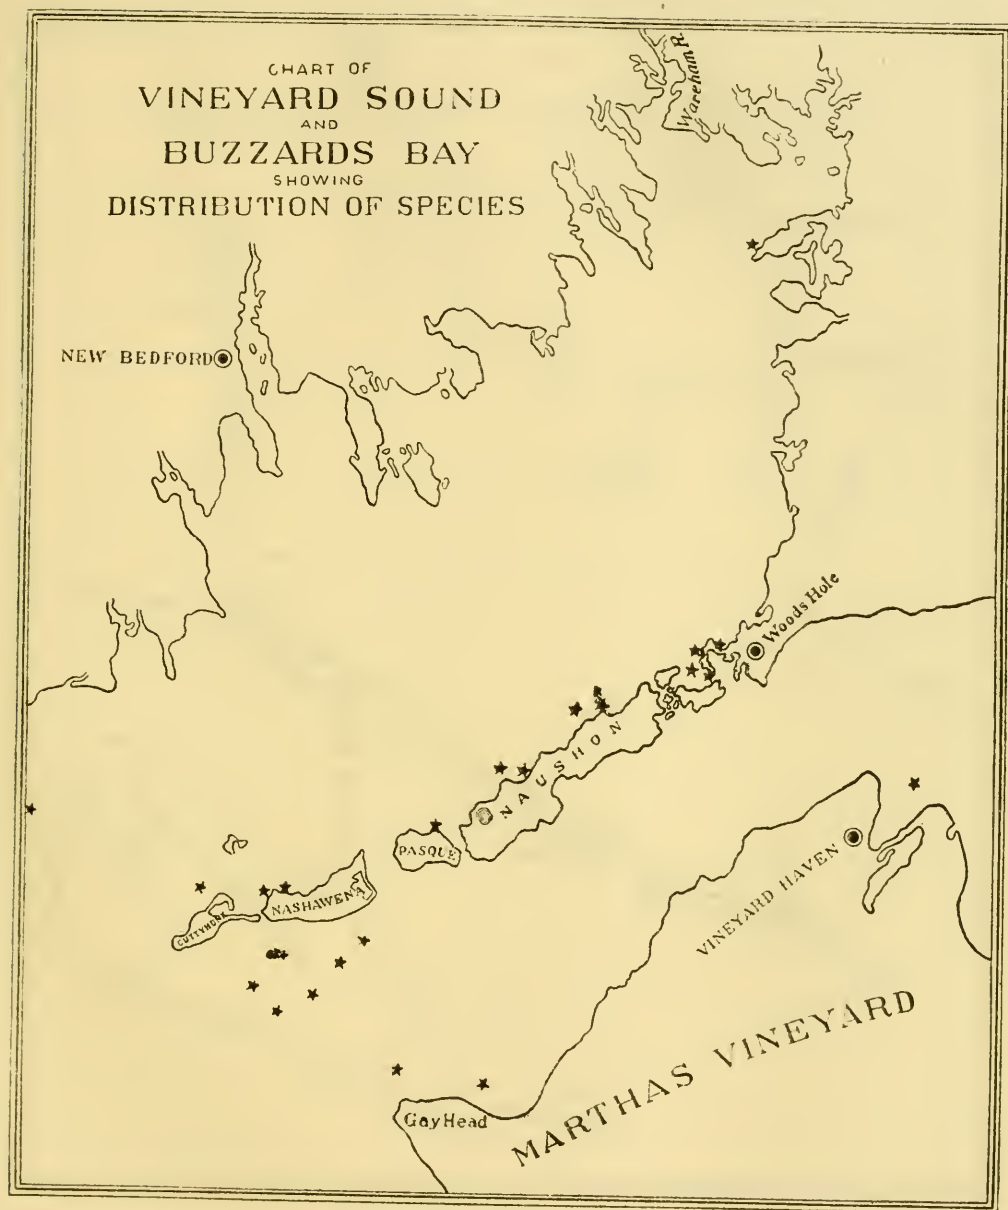 CHART OF
VINEYARD SOUND
AND
BUZZARDS BAY
SHOWING
DISTRIBUTION OF SPECIES
Wareham R.
NEW BEDFORD
Woods Hole
NAUSHON
PASQUE
NASHAWENA
CUTTYHUNK
VINEYARD HAVEN
MARTHAS VINEYARD
Gay Head